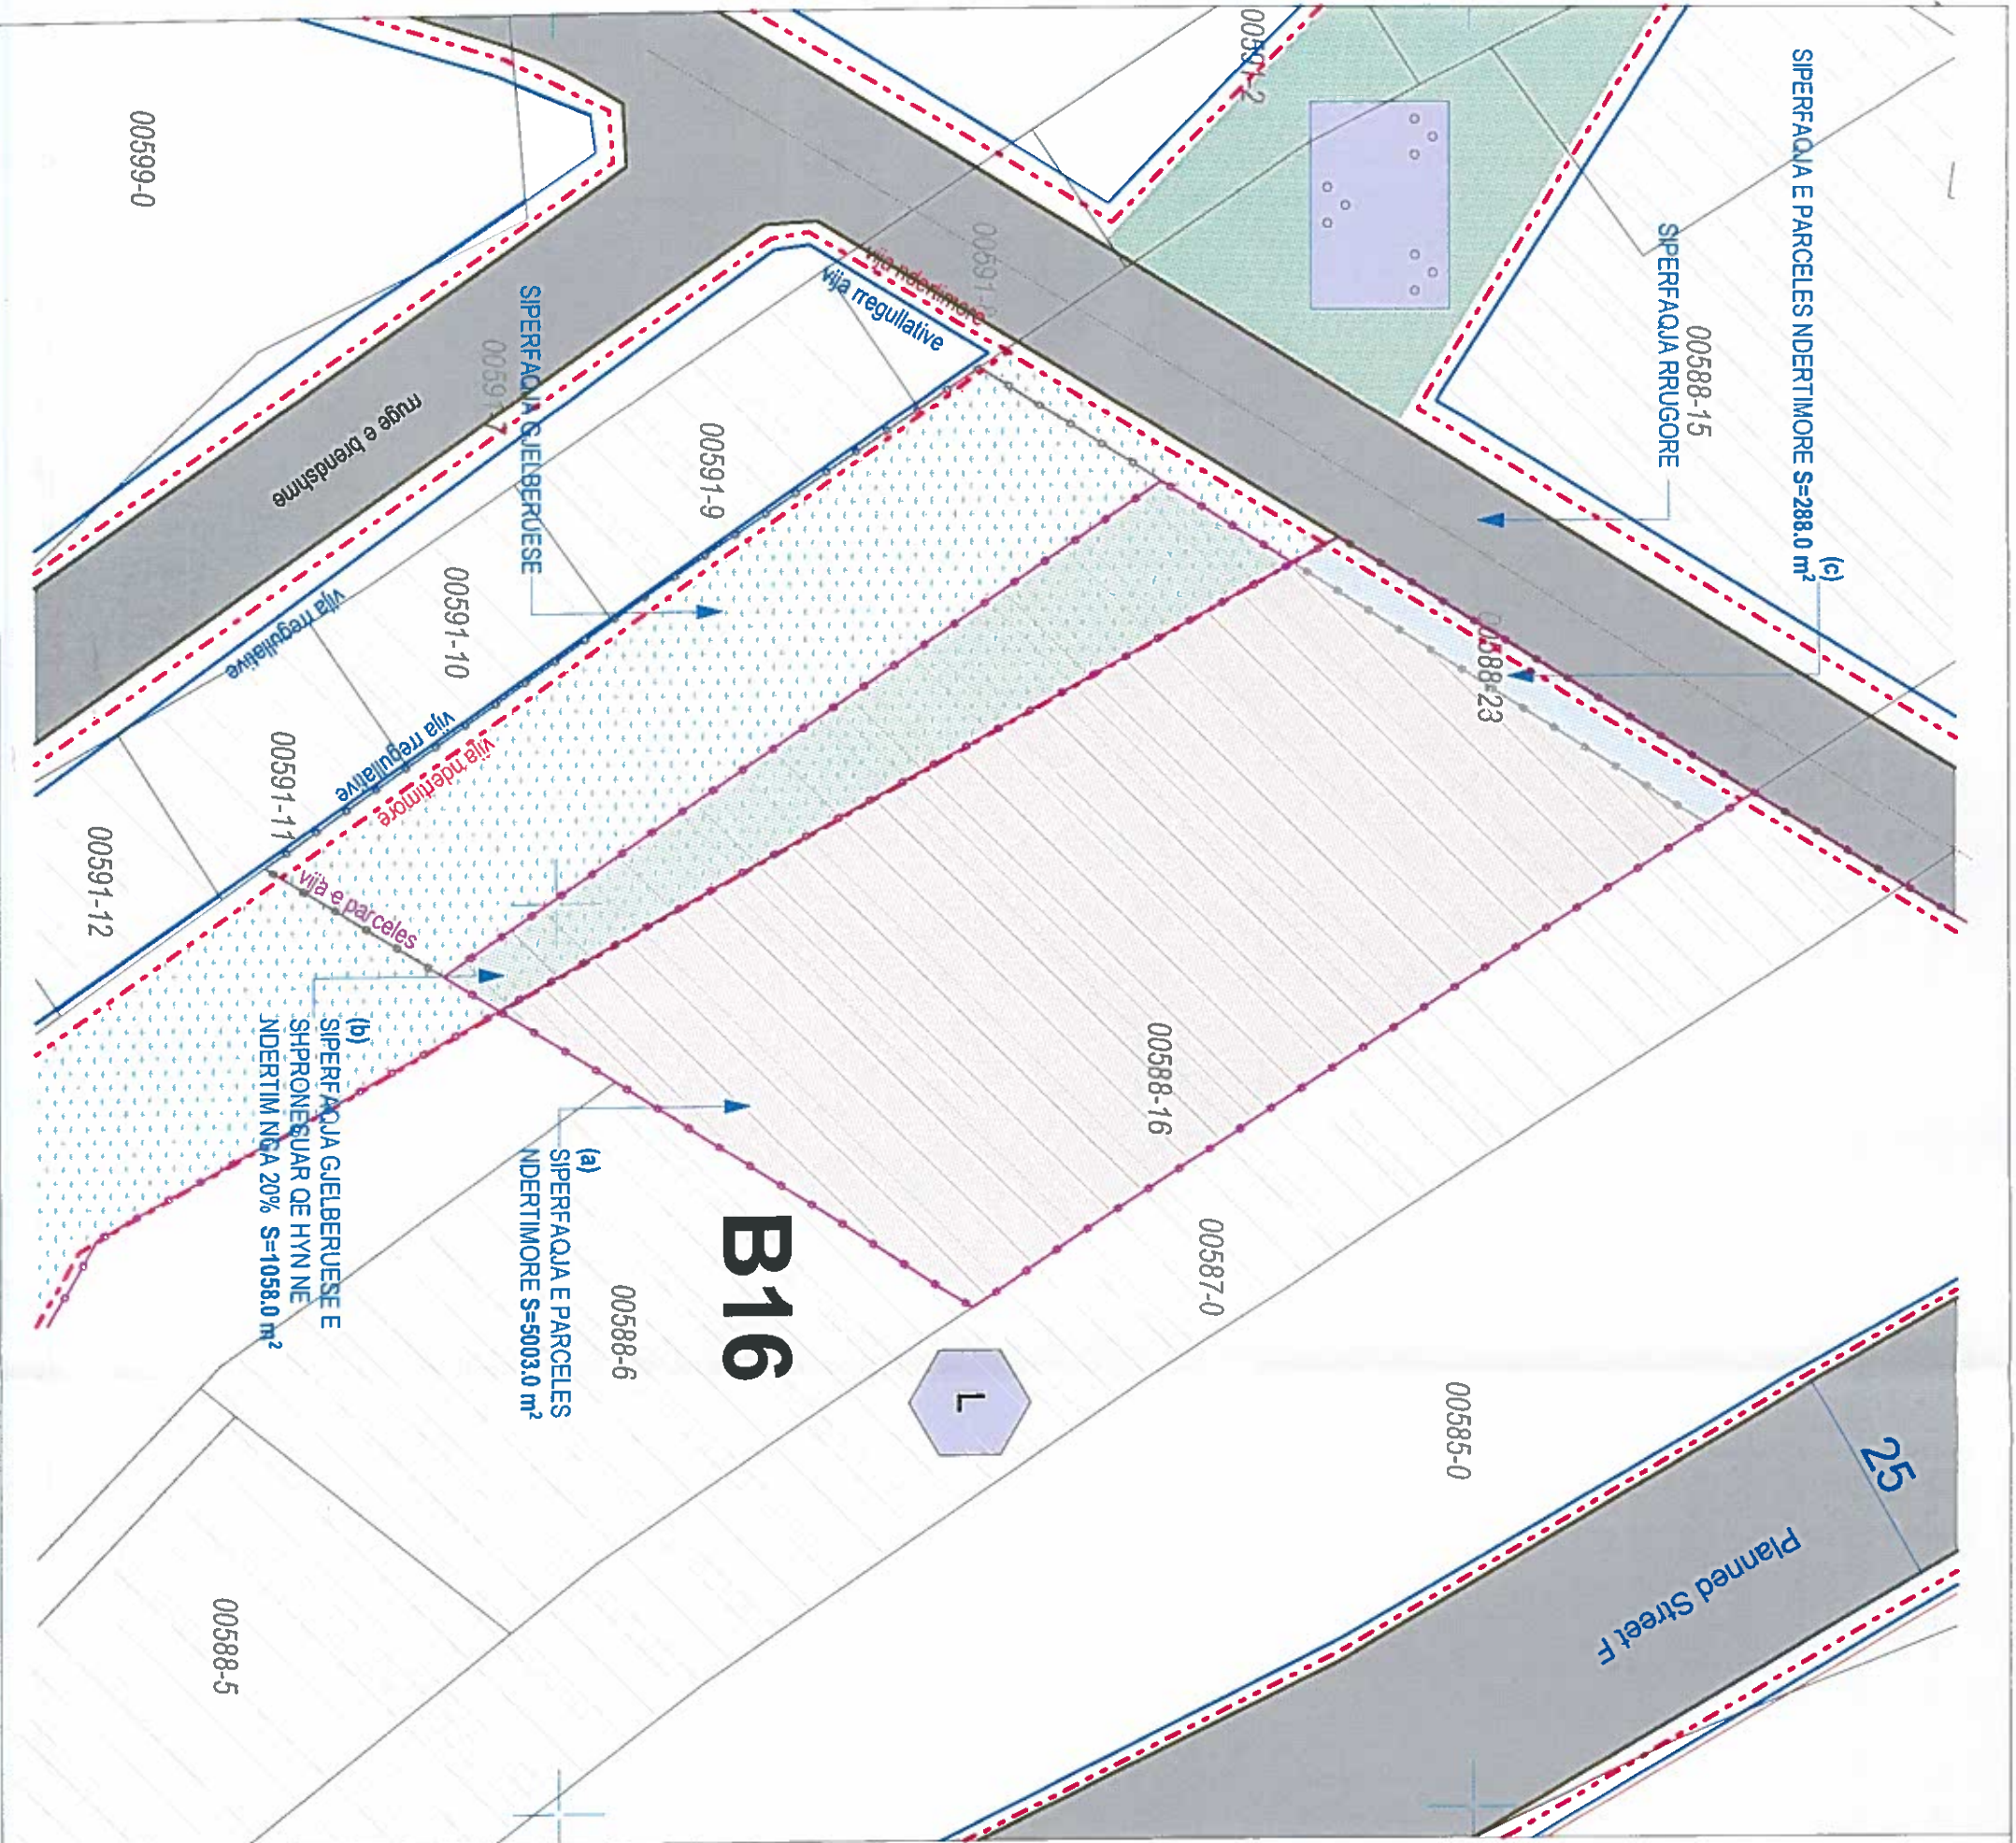 SIPERFAQJA E PARCELES NDERTIMORE S=288.0 m²
(c)
00588-15
SIPERFAQJA RRUGORE
00588-23
vija ndertimore
vija rregullative
SIPERFAQJA GJELBERUESE
00599-0
rruge e brendshme
00591-9
00591-10
00591-11
00591-12
vija rregullative
vija rregullative
vija ndertimore
vija e parceles
00588-16
00587-0
00585-0
25
Planned Street F
L
B16
(a)
SIPERFAQJA E PARCELES
NDERTIMORE S=5003.0 m²
00588-6
(b)
SIPERFAQJA GJELBERUESE E
SHPRONESUAR QE HYN NE
NDERTIM NGA 20% S=1058.0 m²
00588-5